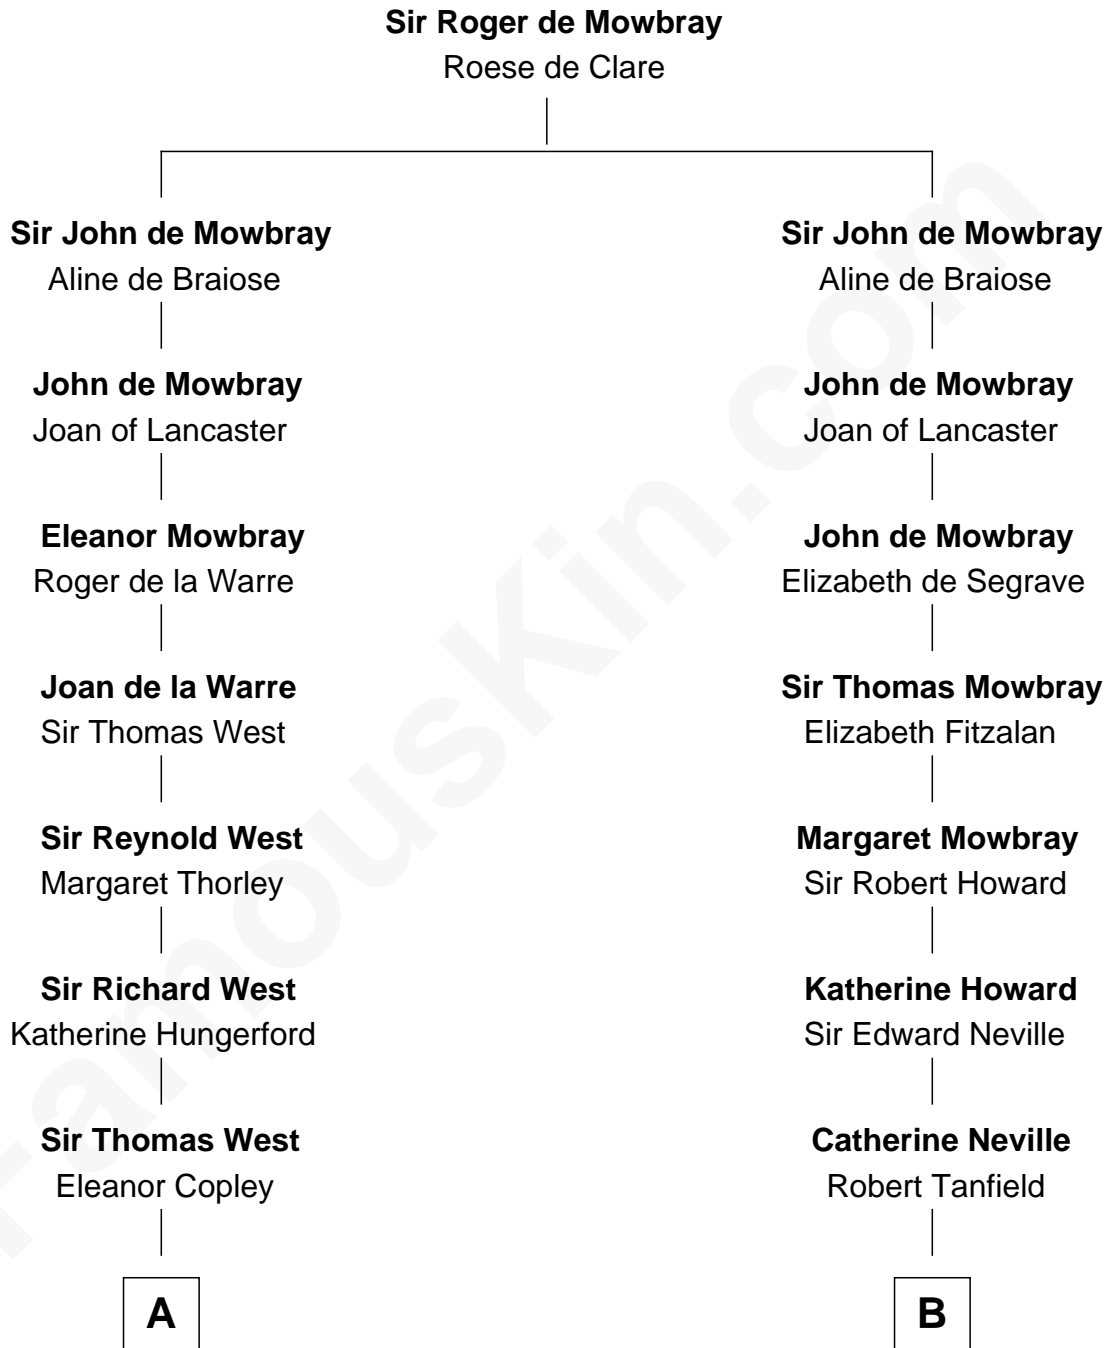 Sir Roger de Mowbray
Roese de Clare
Sir John de Mowbray
Aline de Braiose
Sir John de Mowbray
Aline de Braiose
John de Mowbray
Joan of Lancaster
John de Mowbray
Joan of Lancaster
Eleanor Mowbray
Roger de la Warre
John de Mowbray
Elizabeth de Segrave
Joan de la Warre
Sir Thomas West
Sir Thomas Mowbray
Elizabeth Fitzalan
Sir Reynold West
Margaret Thorley
Margaret Mowbray
Sir Robert Howard
Sir Richard West
Katherine Hungerford
Katherine Howard
Sir Edward Neville
Sir Thomas West
Eleanor Copley
Catherine Neville
Robert Tanfield
A
B
FamousKin.com